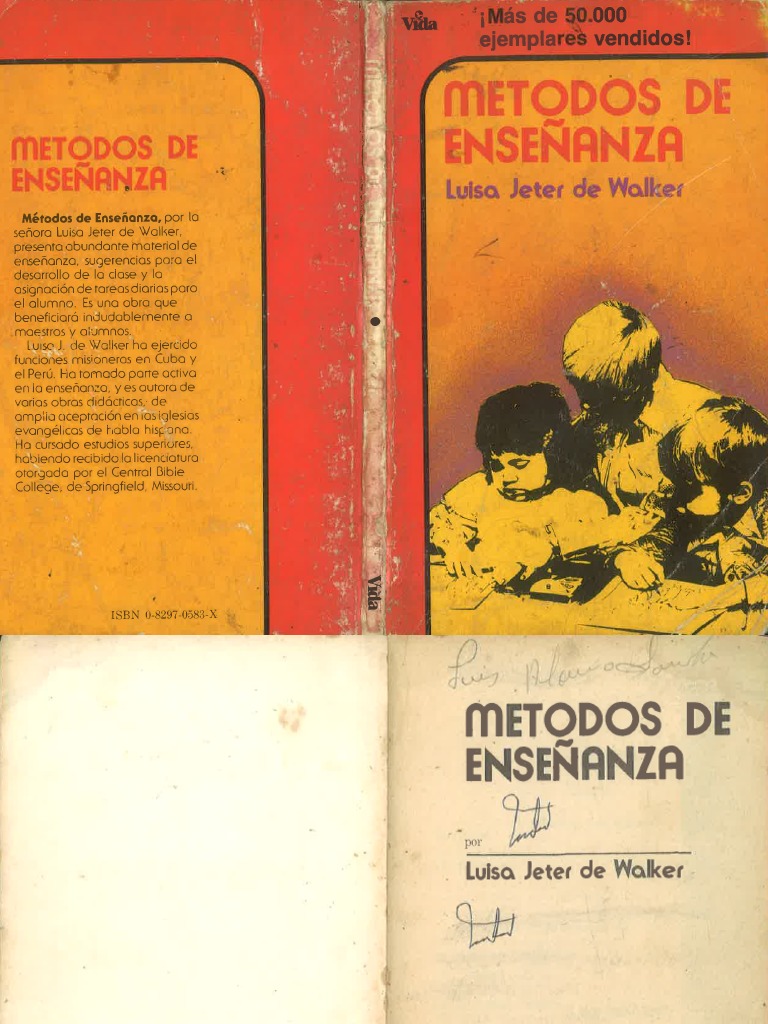 METODOS DE
ENSEÑANZA
Métodos de Enseñanza, por la
señora Luisa Jeter de Walker,
presenta abundante material de
enseñanza, sugerencias para el
desarrollo de la clase y la
asignación de tareas diarias para
el alumno. Es una obra que
beneficiará indudablemente a
maestros y alumnos.
Luisa J. de Walker ha ejercido
funciones misioneras en Cuba y
el Perú. Ha tomado parte activa
en la enseñanza, y es autora de
varias obras didácticas, de
amplia aceptación en las iglesias
evangélicas de habla hispana.
Ha cursado estudios superiores,
habiendo recibido la licenciatura
otorgada por el Central Bible
College, de Springfield, Missouri.
ISBN 0-8297-0583-X
Vida
Vida
¡Más de 50.000
ejemplares vendidos!
METODOS DE
ENSEÑANZA
Luisa Jeter de Walker
Luis
METODOS DE
ENSEÑANZA
por
Luisa Jeter de Walker